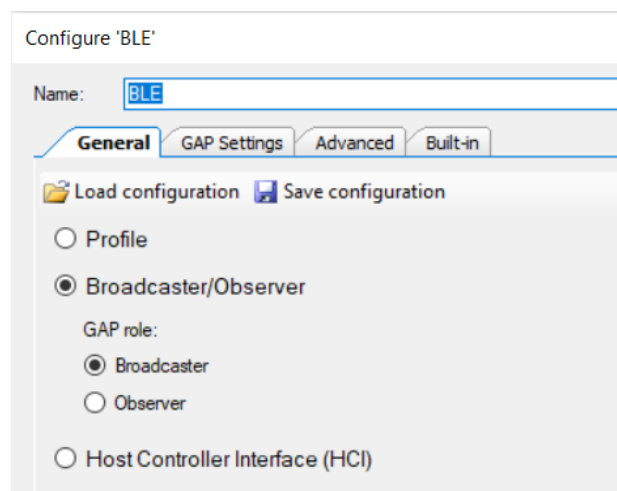 Configure 'BLE'
Name: BLE
General GAP Settings Advanced Built-in
Load configuration Save configuration
Profile
Broadcaster/Observer
GAP role:
Broadcaster
Observer
Host Controller Interface (HCI)